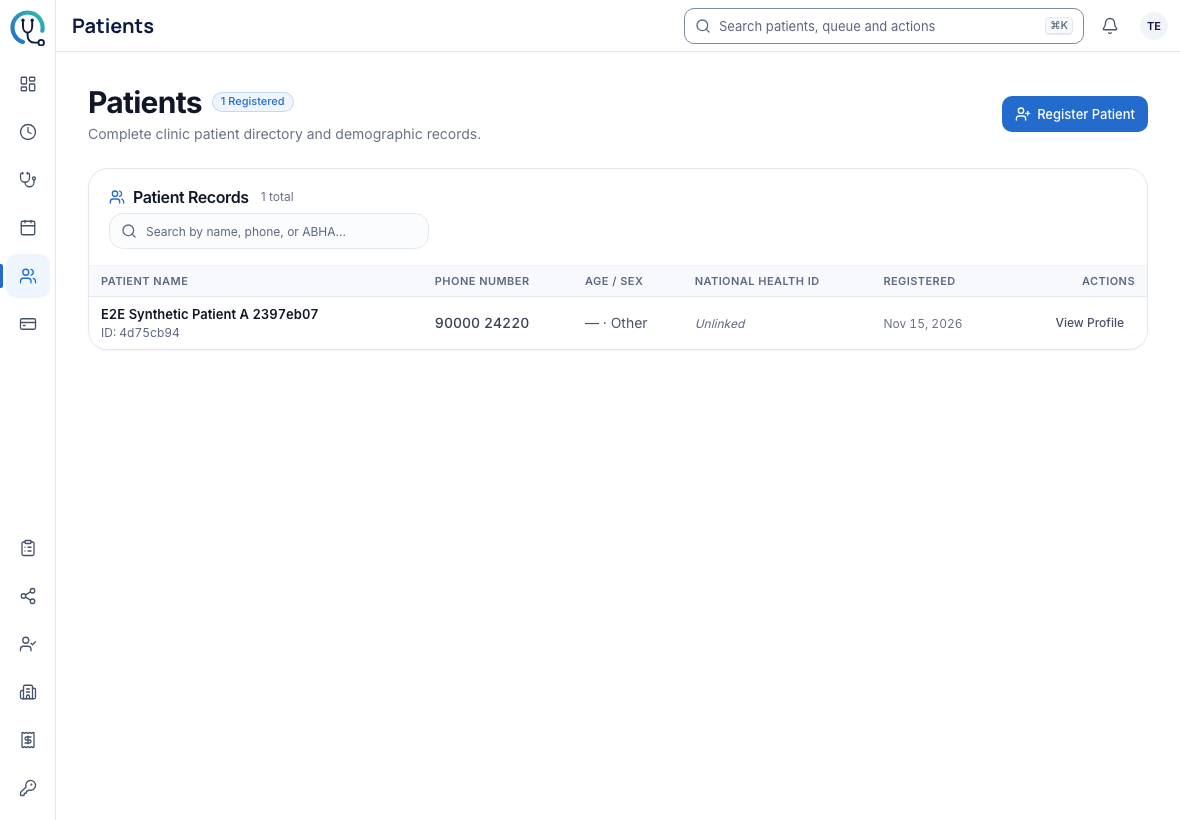 Patients
Search patients, queue and actions ⌘K
TE
Patients 1 Registered
Complete clinic patient directory and demographic records.
Register Patient
Patient Records 1 total
Search by name, phone, or ABHA...
PATIENT NAME PHONE NUMBER AGE / SEX NATIONAL HEALTH ID REGISTERED ACTIONS
E2E Synthetic Patient A 2397eb07
ID: 4d75cb94
90000 24220 — · Other Unlinked Nov 15, 2026 View Profile